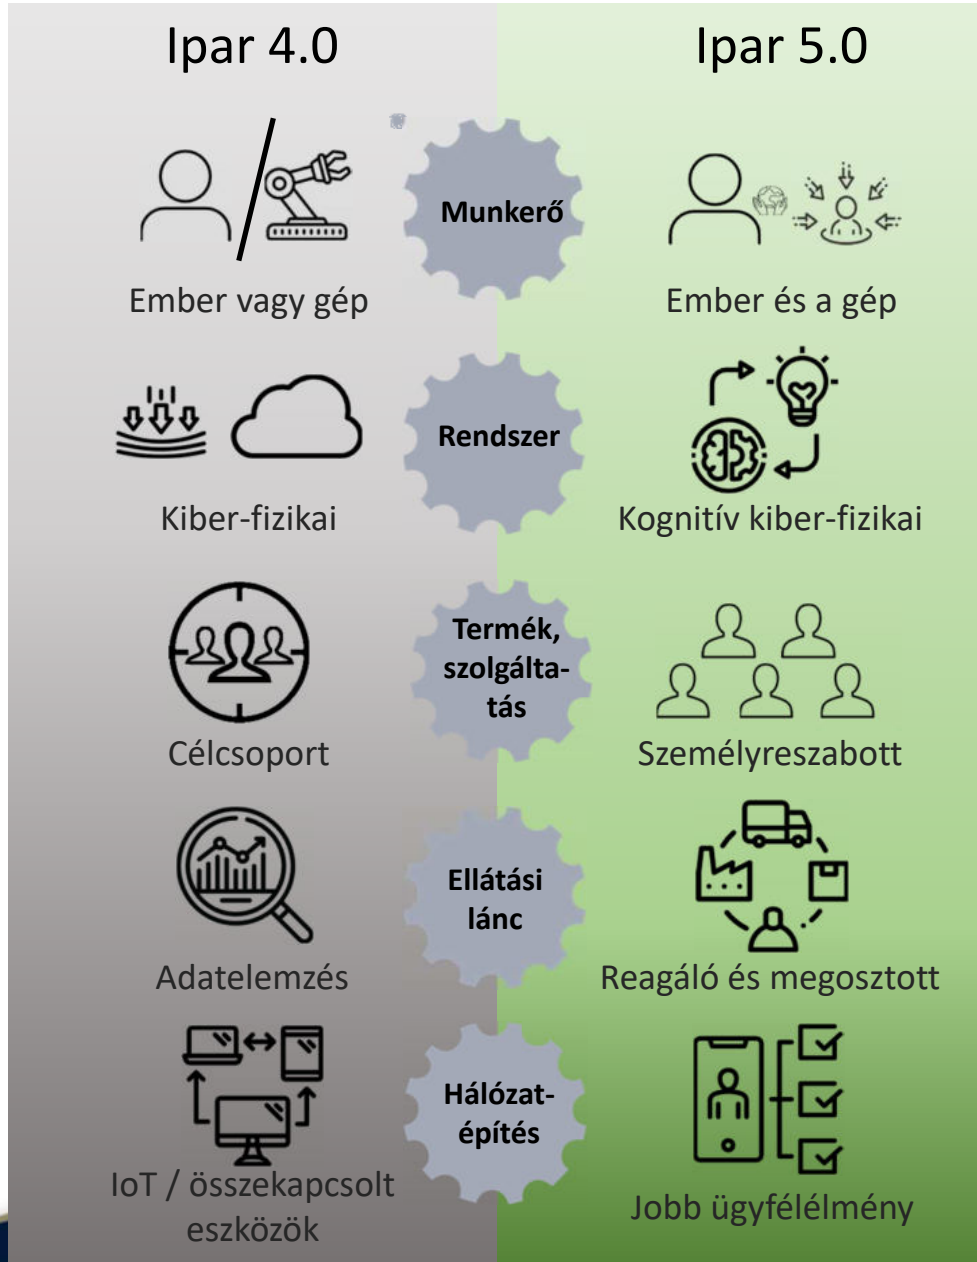 Ipar 4.0
Ipar 5.0
Munkerő
Ember vagy gép
Ember és a gép
Rendszer
Kiber-fizikai
Kognitív kiber-fizikai
Termék,
szolgálta-
tás
Célcsoport
Személyreszabott
Ellátási
lánc
Adatelemzés
Reagáló és megosztott
Hálózat-
építés
IoT / összekapcsolt
eszközök
Jobb ügyfélélmény